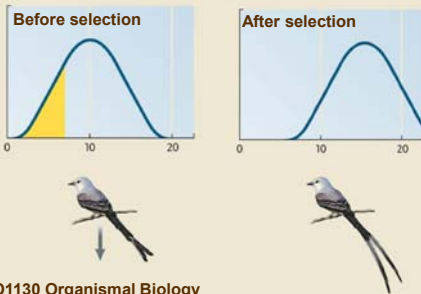 Before selection
After selection
0 10 20
0 10 20
Organismal Biology